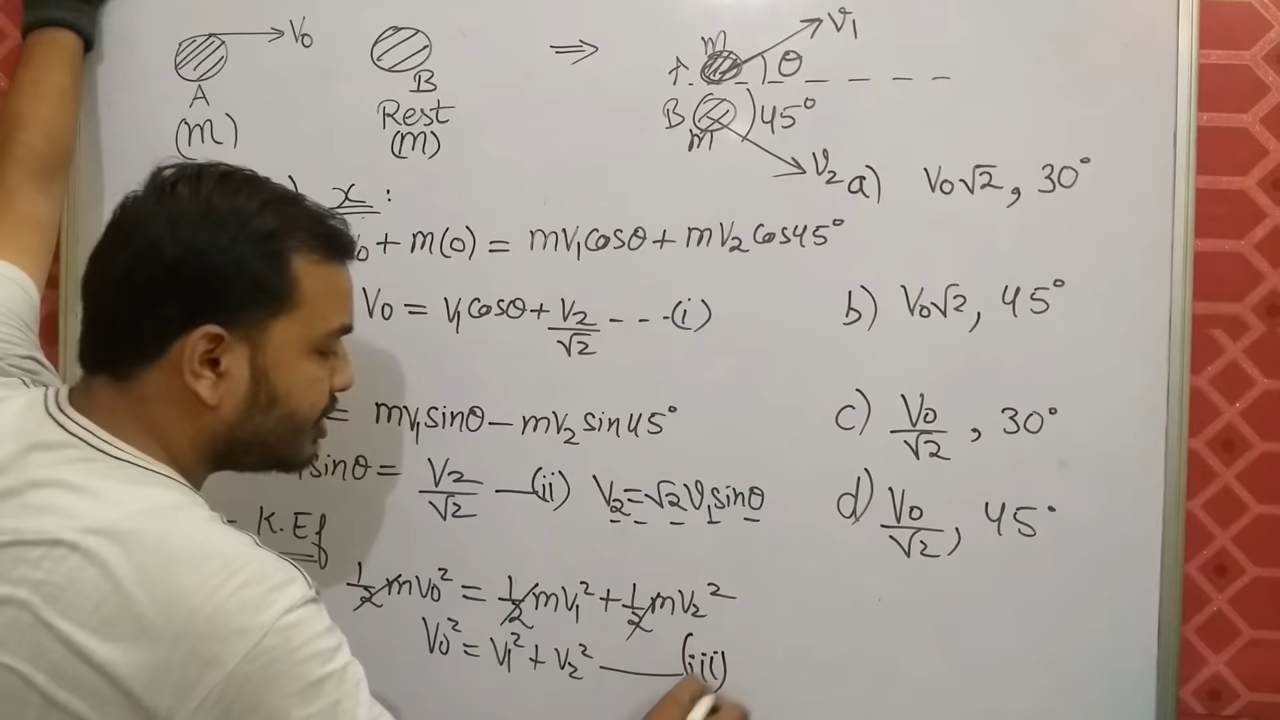 V₀
A
(m)
B
Rest
(m)
⇒
m
V₁
A
θ
B
m
45°
V₂
x :
+ m(0) = mv₁cosθ + mv₂cos45°
V₀ = V₁cosθ + V₂/√2 - - - (i)
= mv₁sinθ – mv₂sin45°
sinθ = V₂/√2 —(ii) V₂=√2V₁sinθ
K.Ef
½mv₀² = ½mv₁² + ½mv₂²
V₀² = V₁² + V₂² ——(iii)
a) V₀√2, 30°
b) V₀√2, 45°
c) V₀/√2, 30°
d) V₀/√2, 45°